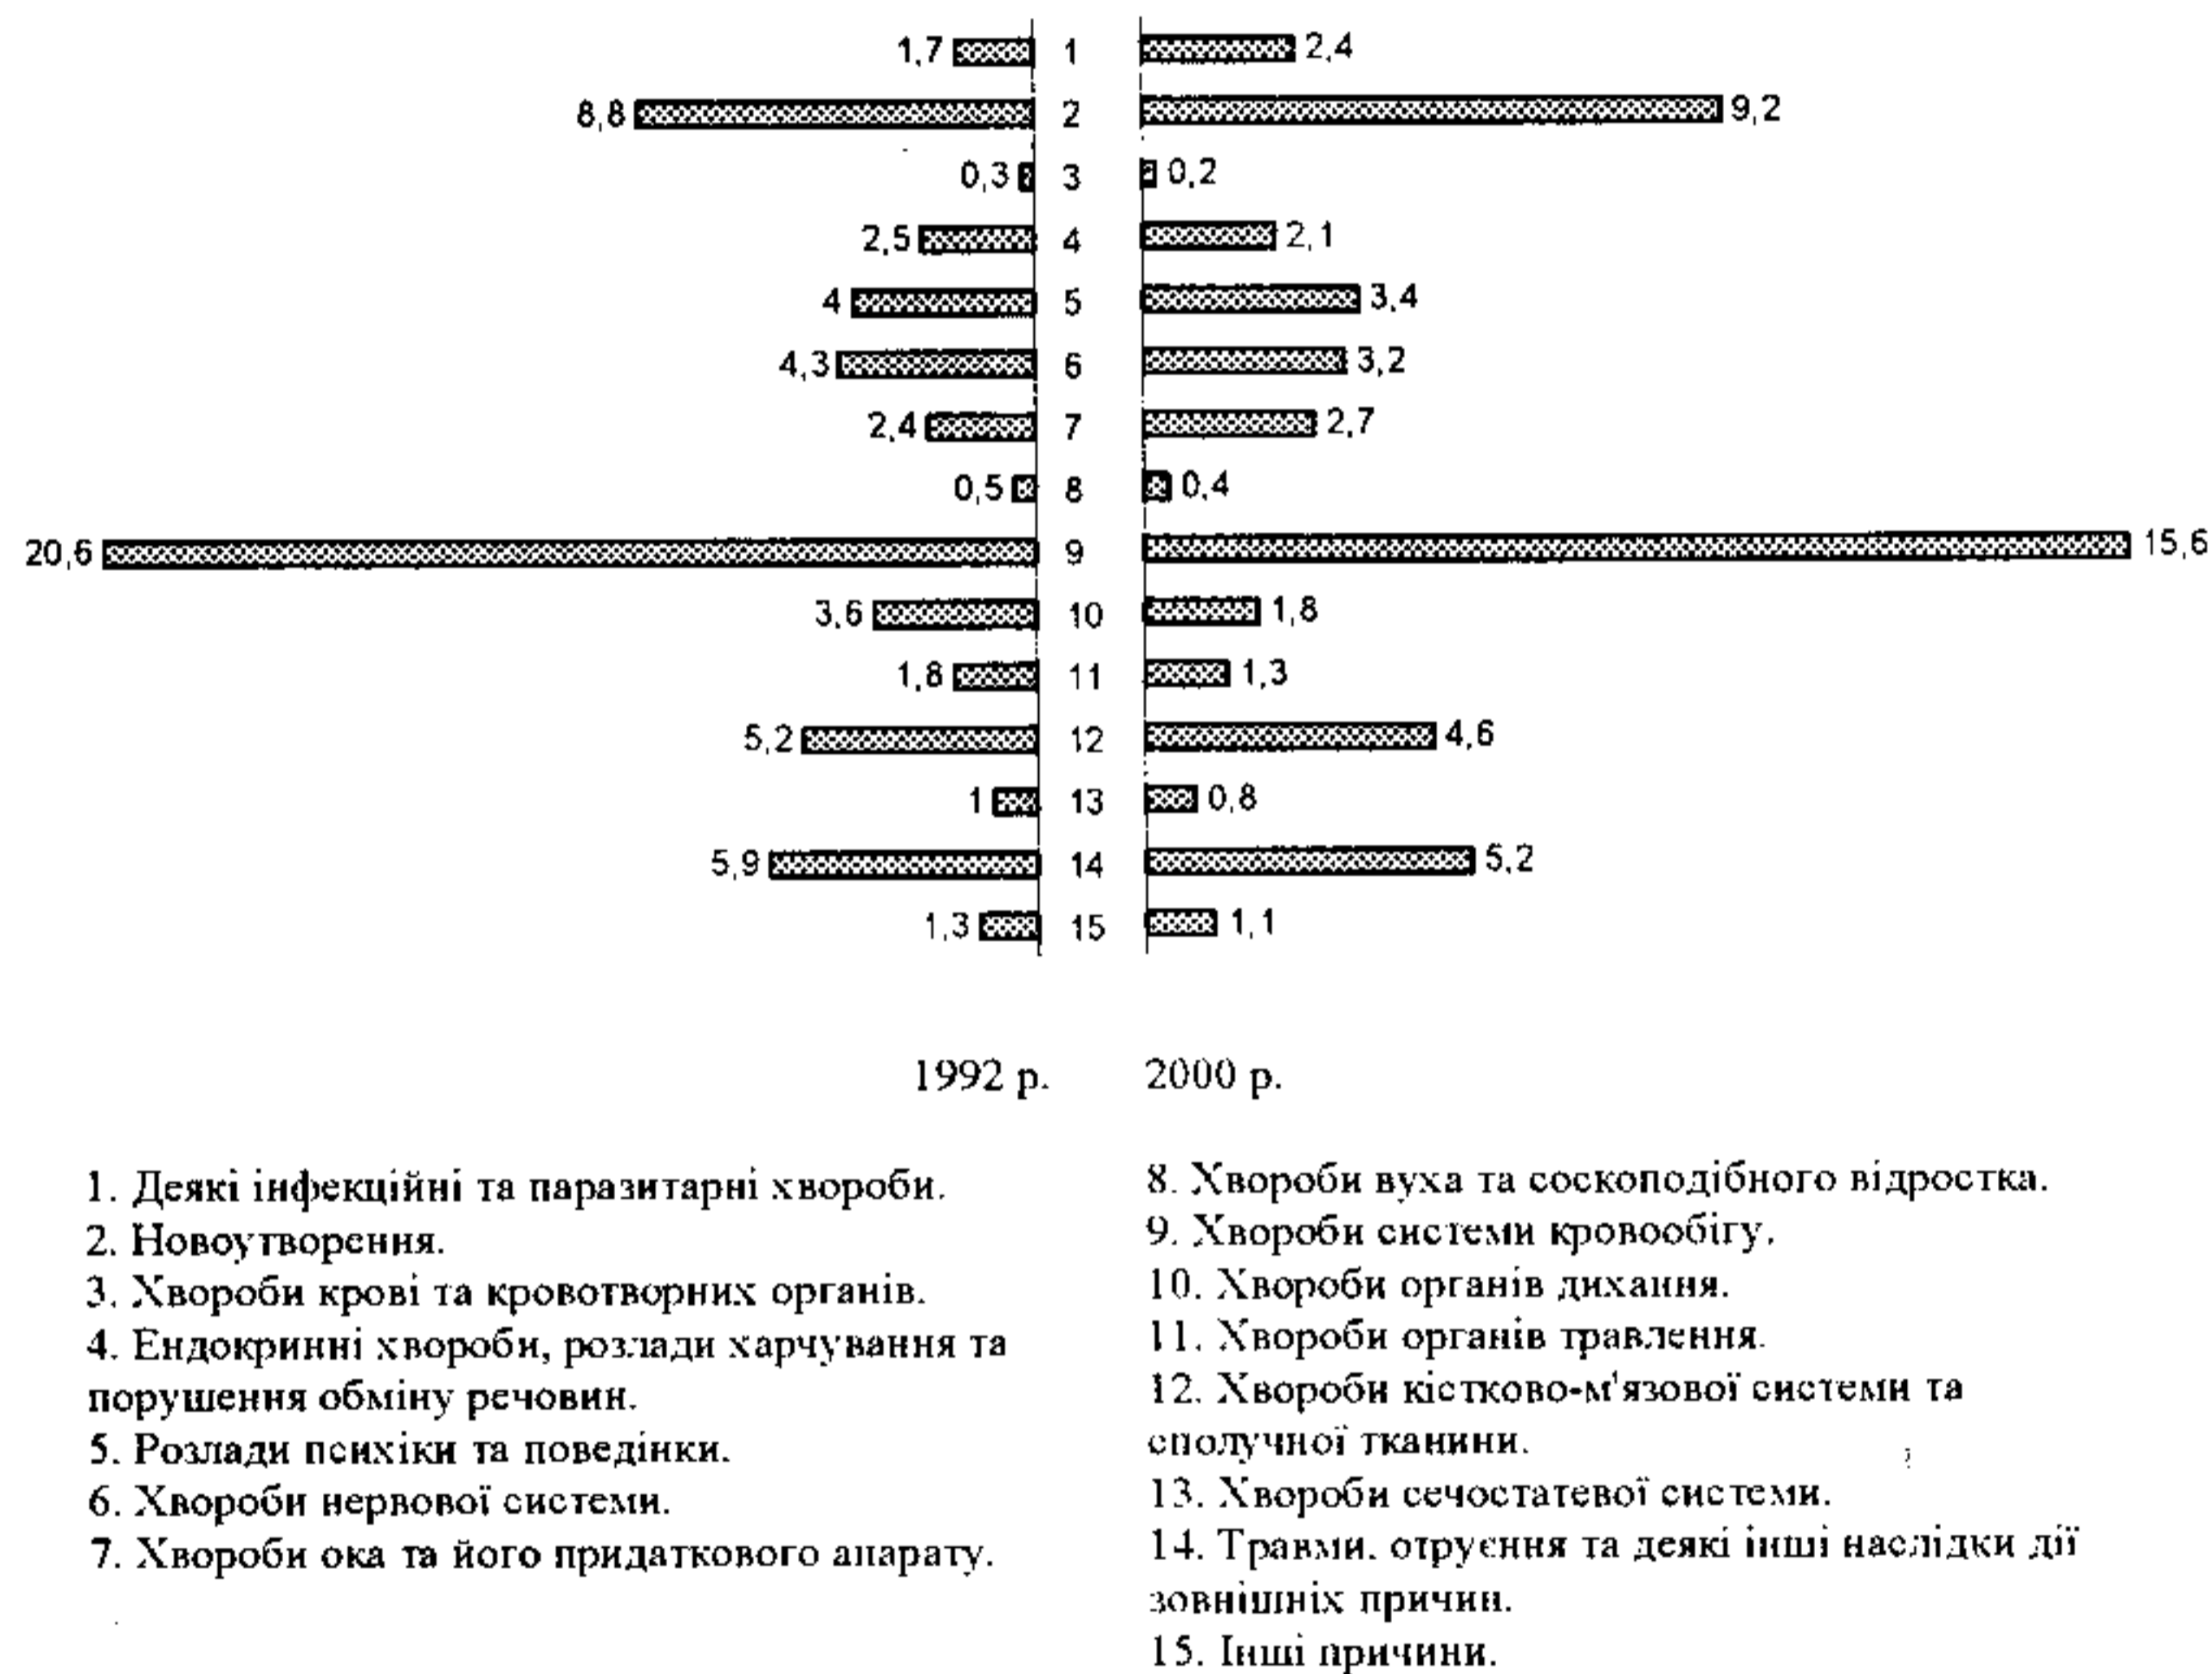 1,7 1 2,4
8,8 2 9,2
0,3 3 0,2
2,5 4 2,1
4 5 3,4
4,3 6 3,2
2,4 7 2,7
0,5 8 0,4
20,6 9 15,6
3,6 10 1,8
1,8 11 1,3
5,2 12 4,6
1 13 0,8
5,9 14 5,2
1,3 15 1,1
1992 р. 2000 р.
1. Деякі інфекційні та паразитарні хвороби.
2. Новоутворення.
3. Хвороби крові та кровотворних органів.
4. Ендокринні хвороби, розлади харчування та
порушення обміну речовин.
5. Розлади психіки та поведінки.
6. Хвороби нервової системи.
7. Хвороби ока та його придаткового апарату.
8. Хвороби вуха та соскоподібного відростка.
9. Хвороби системи кровообігу.
10. Хвороби органів дихання.
11. Хвороби органів травлення.
12. Хвороби кістково-м'язової системи та
сполучної тканини.
13. Хвороби сечостатевої системи.
14. Травми. отруєння та деякі інші наслідки дії
зовнішніх причин.
15. Інші причини.